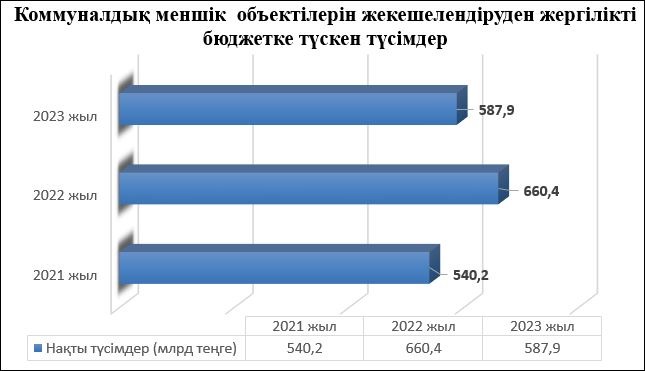 Коммуналдық меншік объектілерін жекешелендіруден жергілікті
бюджетке түскен түсімдер
2023 жыл
587,9
2022 жыл
660,4
2021 жыл
540,2
2021 жыл 2022 жыл 2023 жыл
Нақты түсімдер (млрд теңге) 540,2 660,4 587,9